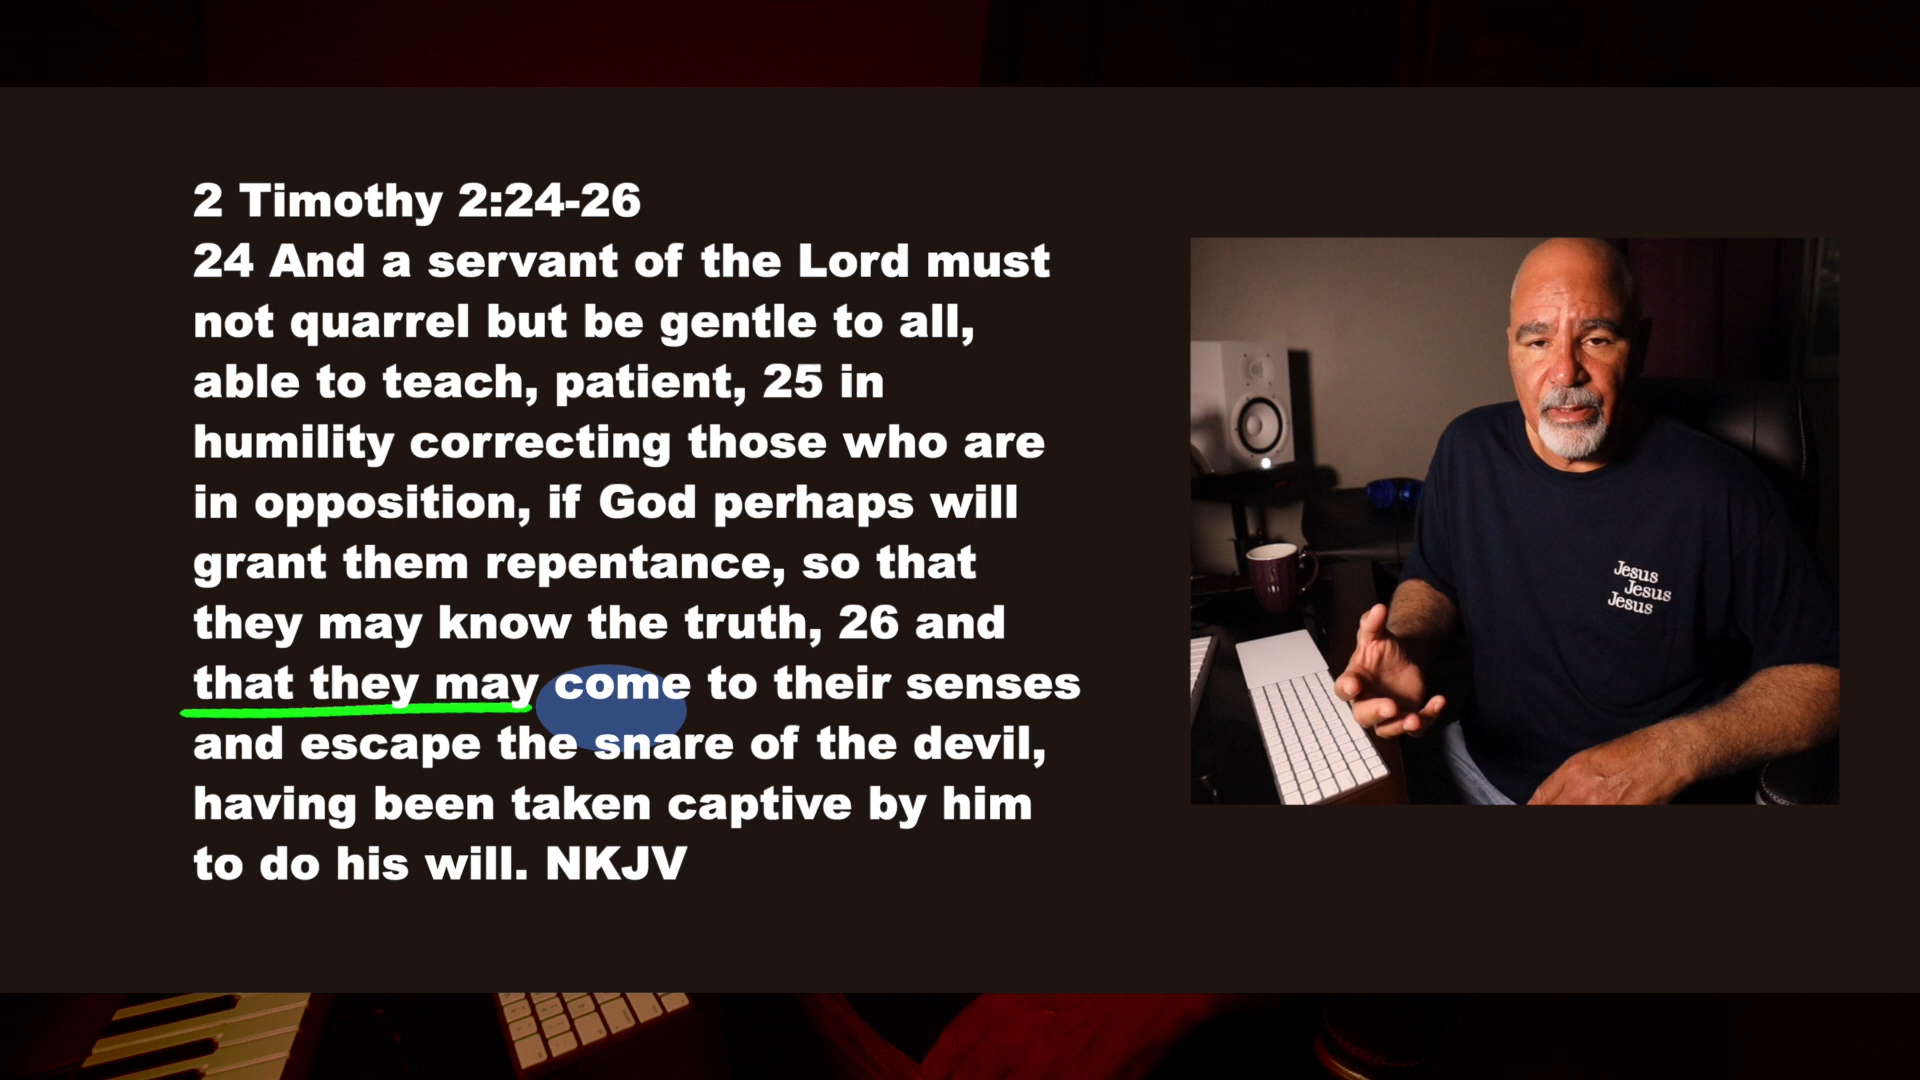 2 Timothy 2:24-26
24 And a servant of the Lord must
not quarrel but be gentle to all,
able to teach, patient, 25 in
humility correcting those who are
in opposition, if God perhaps will
grant them repentance, so that
they may know the truth, 26 and
that they may come to their senses
and escape the snare of the devil,
having been taken captive by him
to do his will. NKJV
Jesus
Jesus
Jesus